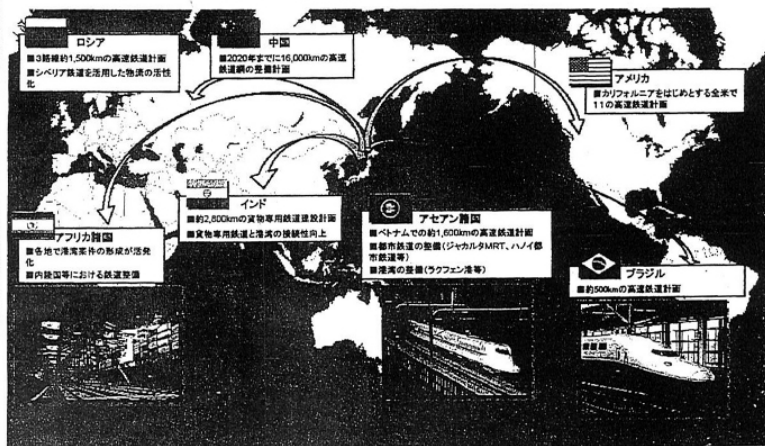 ロシア
■3路線約1,500kmの高速鉄道計画
■シベリア鉄道を活用した物流の活性
化
中国
■2020年までに16,000kmの高速
鉄道網の整備計画
アメリカ
■カリフォルニアをはじめとする全米で
11の高速鉄道計画
インド
■約2,800kmの貨物専用鉄道建設計画
■貨物専用鉄道と港湾の接続性向上
アセアン諸国
■ベトナムでの約1,600kmの高速鉄道計画
■都市鉄道の整備(ジャカルタMRT、ハノイ都
市鉄道等)
■港湾の整備(ラクフェン港等)
アフリカ諸国
■各地で港湾案件の形成が活発
化
■内陸国等における鉄道整備
ブラジル
■約500kmの高速鉄道計画